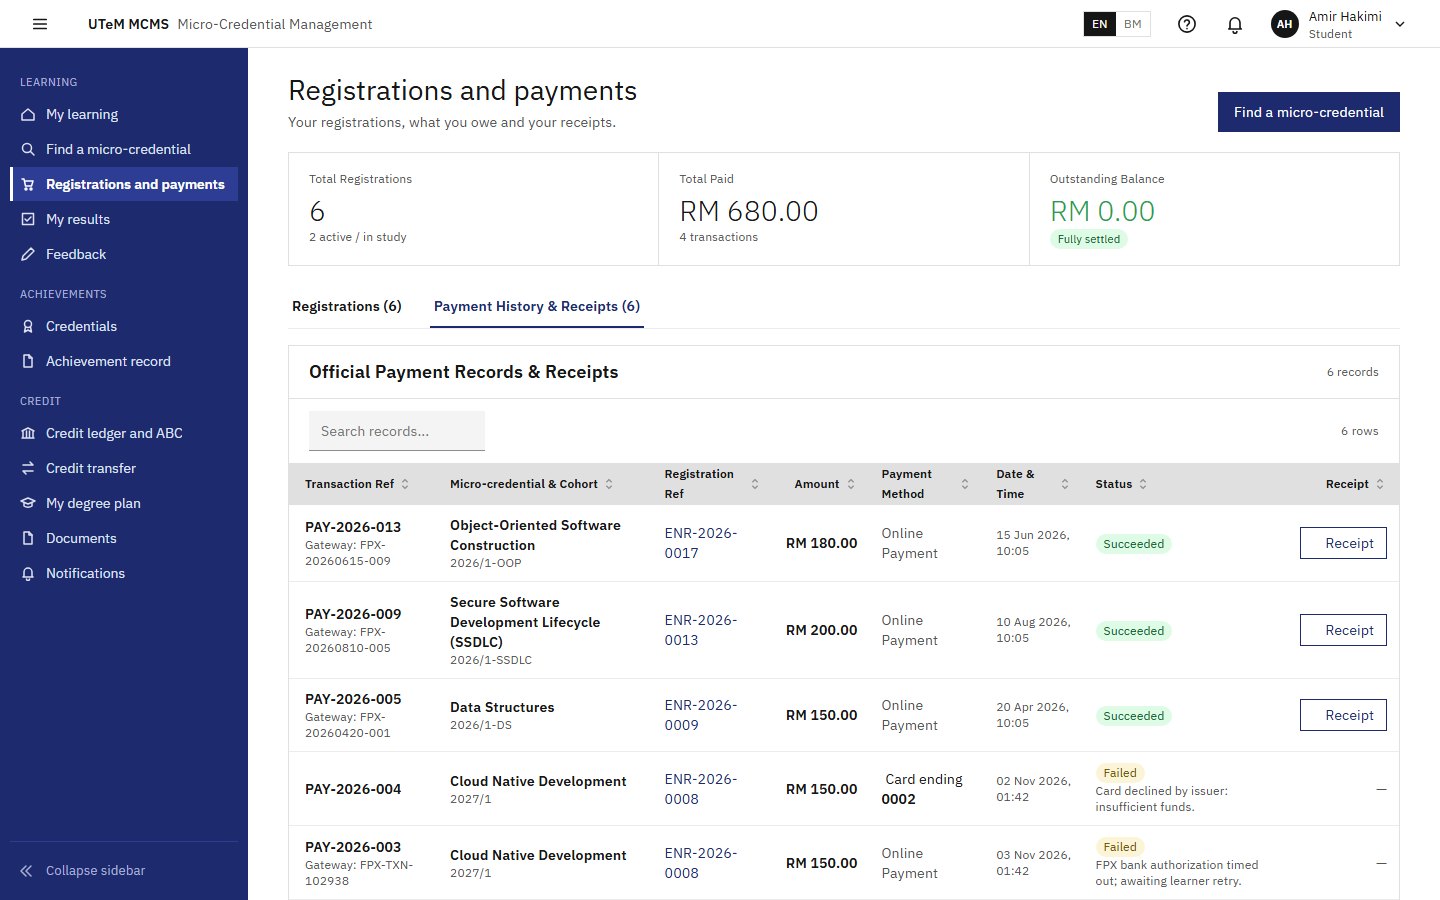 UTeM MCMS Micro-Credential Management
EN BM
AH
Amir Hakimi
Student
LEARNING
My learning
Find a micro-credential
Registrations and payments
My results
Feedback
ACHIEVEMENTS
Credentials
Achievement record
CREDIT
Credit ledger and ABC
Credit transfer
My degree plan
Documents
Notifications
Collapse sidebar
Registrations and payments
Your registrations, what you owe and your receipts.
Find a micro-credential
Total Registrations
6
2 active / in study
Total Paid
RM 680.00
4 transactions
Outstanding Balance
RM 0.00
Fully settled
Registrations (6)
Payment History & Receipts (6)
Official Payment Records & Receipts
6 records
Search records...
6 rows
Transaction Ref
Micro-credential & Cohort
Registration
Ref
Amount
Payment
Method
Date &
Time
Status
Receipt
PAY-2026-013
Gateway: FPX-
20260615-009
Object-Oriented Software
Construction
2026/1-OOP
ENR-2026-
0017
RM 180.00
Online
Payment
15 Jun 2026,
10:05
Succeeded
Receipt
PAY-2026-009
Gateway: FPX-
20260810-005
Secure Software
Development Lifecycle
(SSDLC)
2026/1-SSDLC
ENR-2026-
0013
RM 200.00
Online
Payment
10 Aug 2026,
10:05
Succeeded
Receipt
PAY-2026-005
Gateway: FPX-
20260420-001
Data Structures
2026/1-DS
ENR-2026-
0009
RM 150.00
Online
Payment
20 Apr 2026,
10:05
Succeeded
Receipt
PAY-2026-004
Cloud Native Development
2027/1
ENR-2026-
0008
RM 150.00
Card ending
0002
02 Nov 2026,
01:42
Failed
Card declined by issuer:
insufficient funds.
—
PAY-2026-003
Gateway: FPX-TXN-
102938
Cloud Native Development
2027/1
ENR-2026-
0008
RM 150.00
Online
Payment
03 Nov 2026,
01:42
Failed
FPX bank authorization timed
out; awaiting learner retry.
—